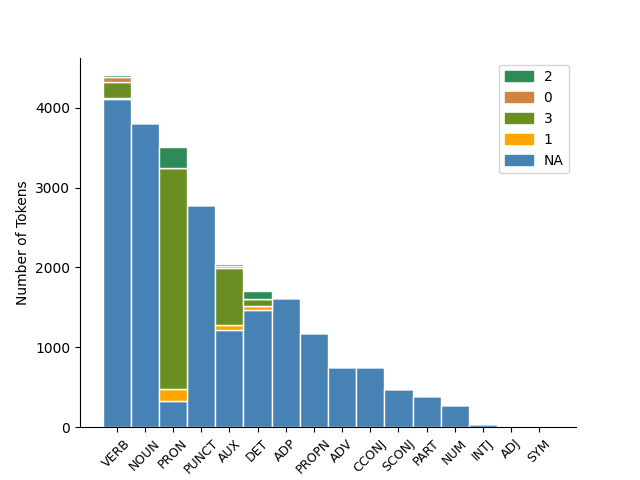 2
0
3
1
NA
Number of Tokens
4000
3000
2000
1000
0
VERB
NOUN
PRON
PUNCT
AUX
DET
ADP
PROPN
ADV
CCONJ
SCONJ
PART
NUM
INTJ
ADJ
SYM